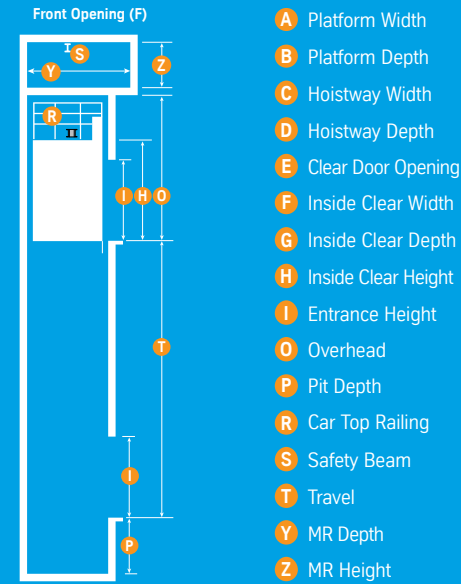 Front Opening (F)
S
Y
Z
R
I
H
O
T
I
P
A Platform Width
B Platform Depth
C Hoistway Width
D Hoistway Depth
E Clear Door Opening
F Inside Clear Width
G Inside Clear Depth
H Inside Clear Height
I Entrance Height
O Overhead
P Pit Depth
R Car Top Railing
S Safety Beam
T Travel
Y MR Depth
Z MR Height